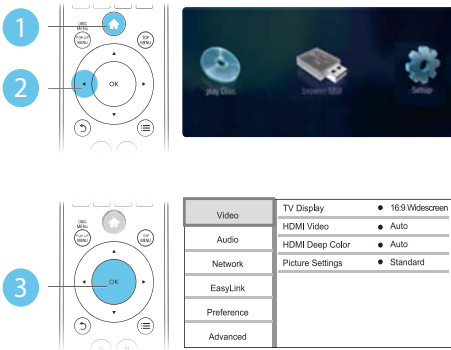 1
DISC
MENU
POP-UP
MENU
TOP
MENU
2
OK
play Disc
browse USB
Setup
DISC
MENU
POP-UP
MENU
TOP
MENU
3
OK
Video
Audio
Network
EasyLink
Preference
Advanced
TV Display • 16:9 Widescreen
HDMI Video • Auto
HDMI Deep Color • Auto
Picture Settings • Standard